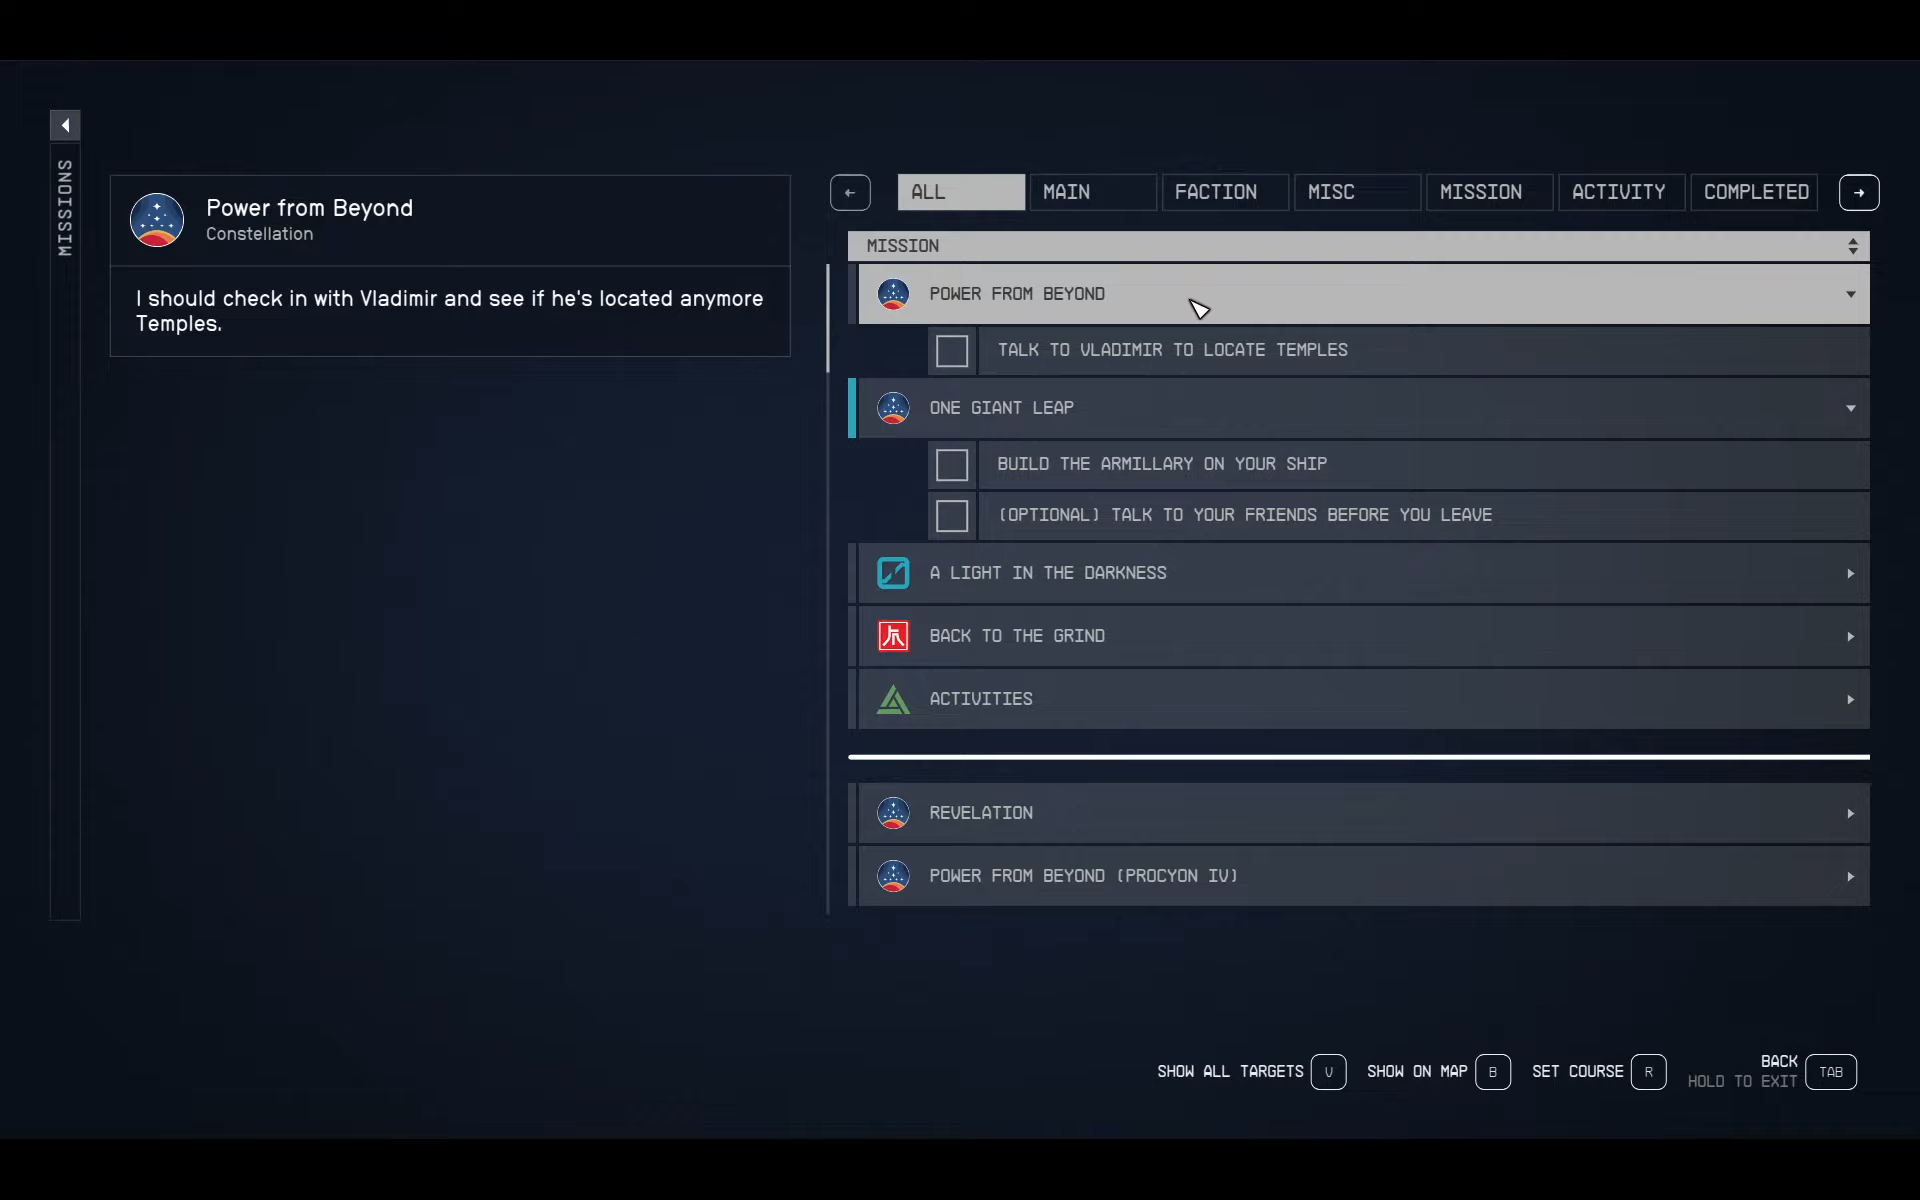 MISSIONS
Power from Beyond
Constellation
I should check in with Vladimir and see if he's located anymore
Temples.
ALL
MAIN
FACTION
MISC
MISSION
ACTIVITY
COMPLETED
MISSION
POWER FROM BEYOND
TALK TO VLADIMIR TO LOCATE TEMPLES
ONE GIANT LEAP
BUILD THE ARMILLARY ON YOUR SHIP
(OPTIONAL) TALK TO YOUR FRIENDS BEFORE YOU LEAVE
A LIGHT IN THE DARKNESS
BACK TO THE GRIND
ACTIVITIES
REVELATION
POWER FROM BEYOND (PROCYON IV)
SHOW ALL TARGETS V
SHOW ON MAP B
SET COURSE R
BACK
HOLD TO EXIT
TAB